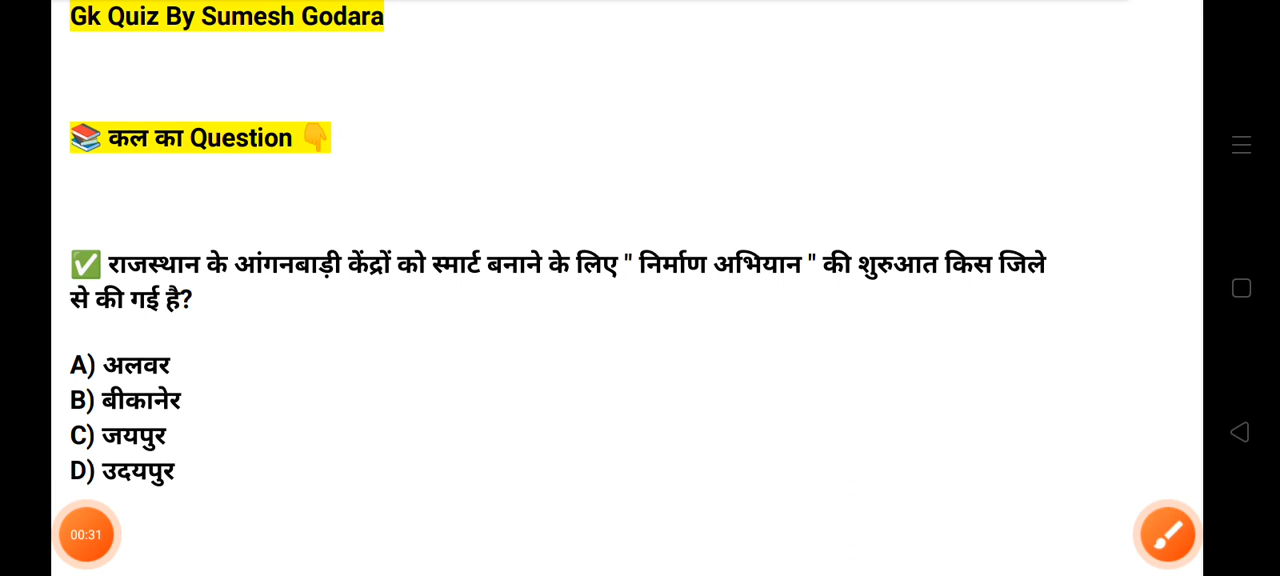 Gk Quiz By Sumesh Godara
📚 कल का Question 👇
✅ राजस्थान के आंगनबाड़ी केंद्रों को स्मार्ट बनाने के लिए " निर्माण अभियान " की शुरुआत किस जिले
से की गई है?
A) अलवर
B) बीकानेर
C) जयपुर
D) उदयपुर
00:31